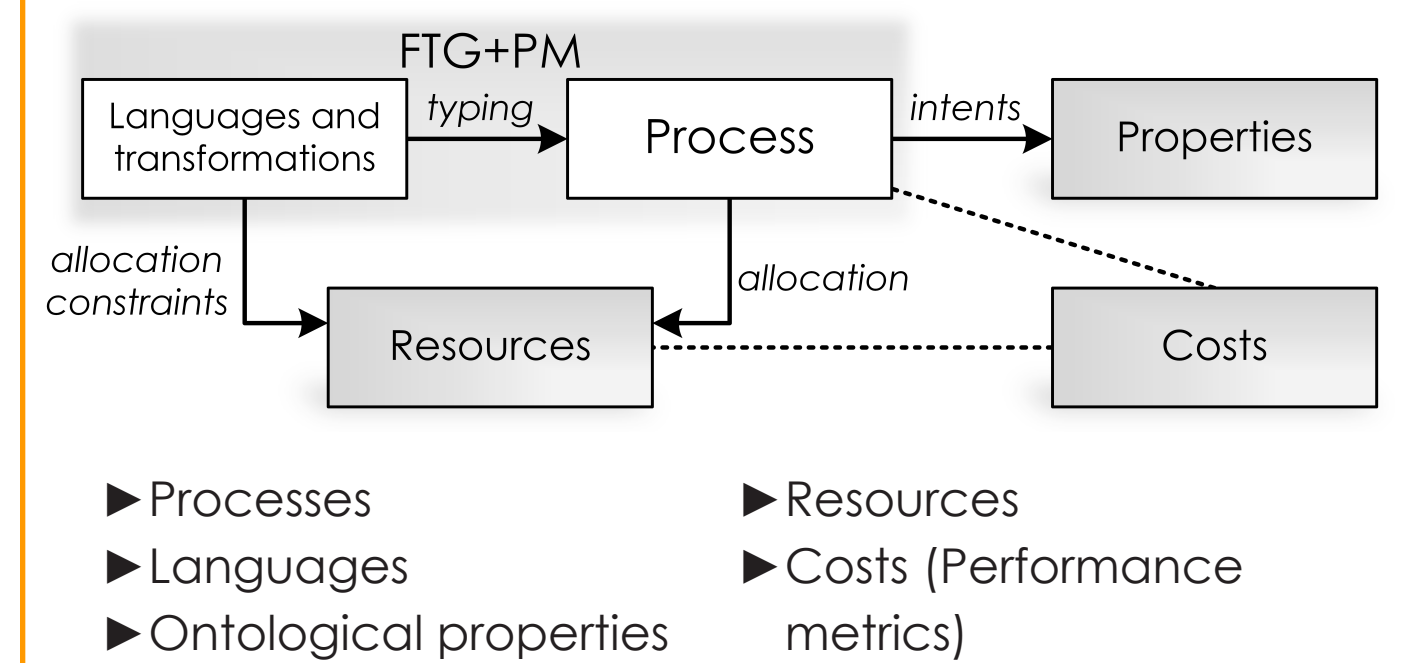 FTG+PM
Languages and
transformations
typing
Process
intents
Properties
allocation
constraints
allocation
Resources
Costs
►Processes
►Languages
►Ontological properties
►Resources
►Costs (Performance
metrics)